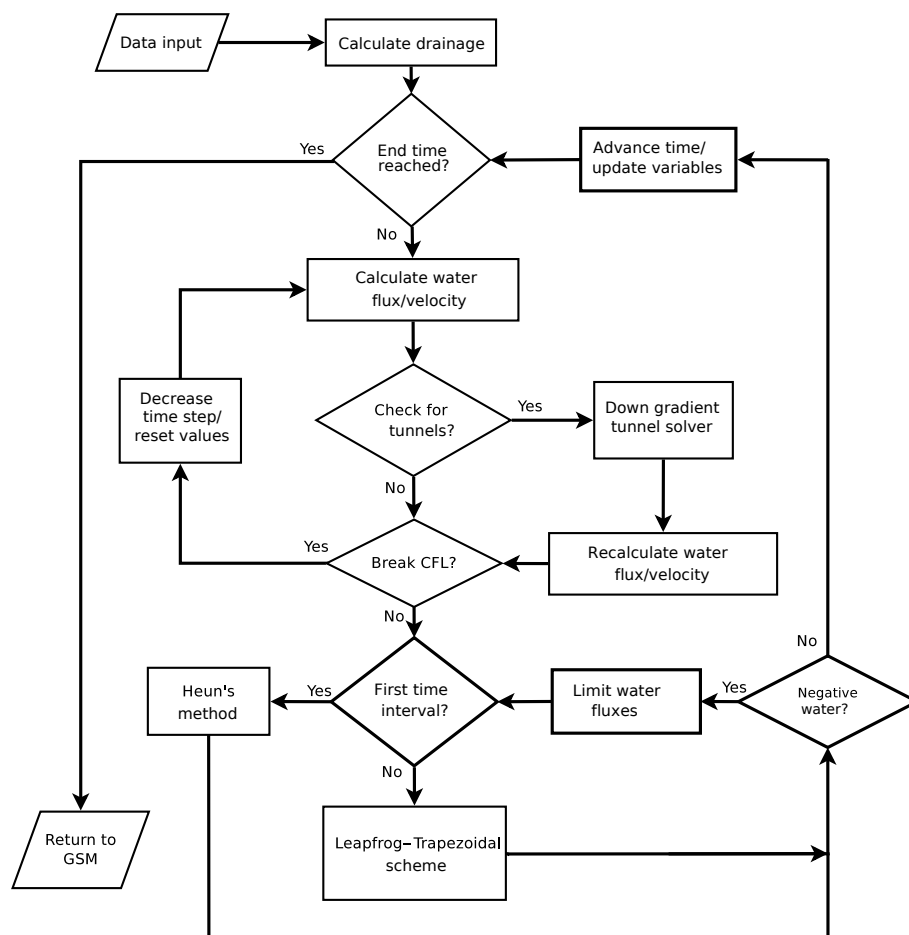 Data input
Calculate drainage
Yes
End time
reached?
Advance time/
update variables
No
Calculate water
flux/velocity
Decrease
time step/
reset values
Check for
tunnels?
Yes
Down gradient
tunnel solver
No
Yes
Break CFL?
Recalculate water
flux/velocity
No
No
Heun's
method
Yes
First time
interval?
Limit water
fluxes
Yes
Negative
water?
No
Leapfrog–Trapezoidal
scheme
Return to
GSM